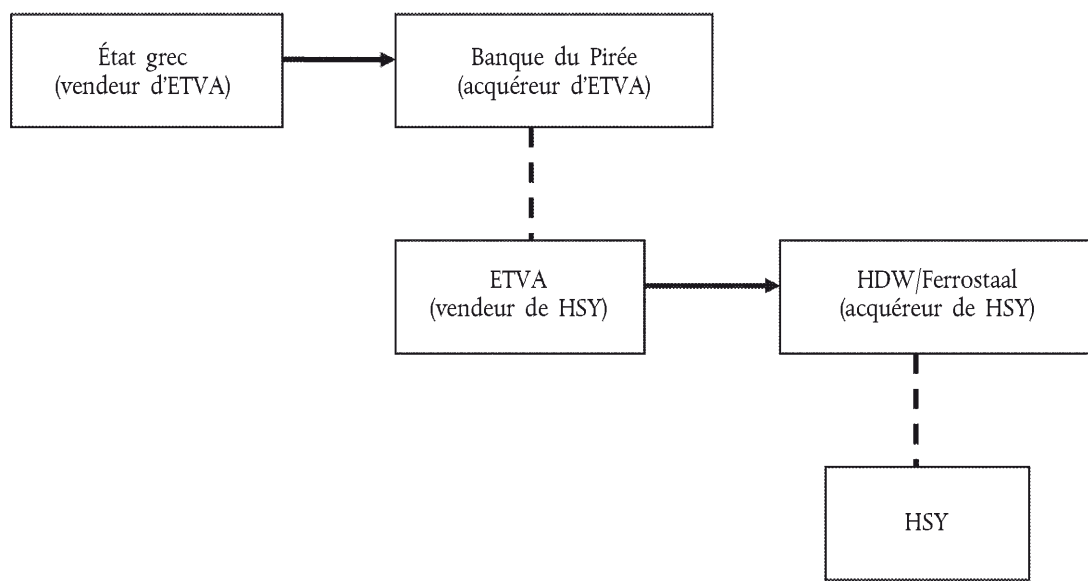 État grec
(vendeur d'ETVA)
Banque du Pirée
(acquéreur d'ETVA)
ETVA
(vendeur de HSY)
HDW/Ferrostaal
(acquéreur de HSY)
HSY